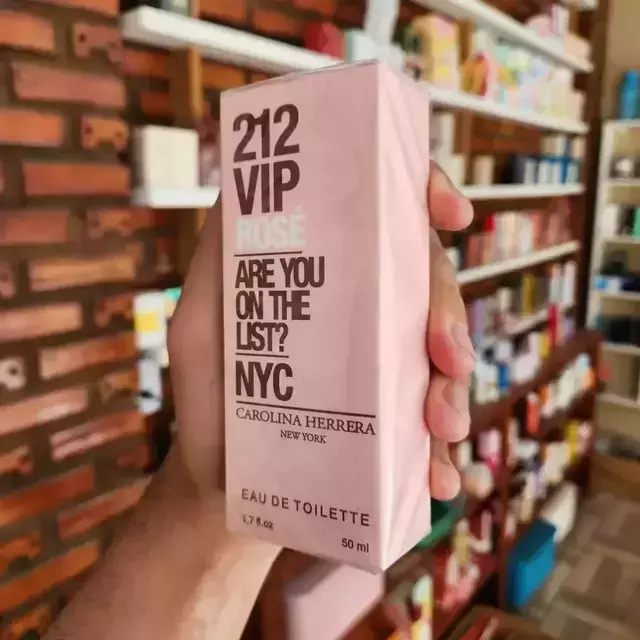 212
VIP
ROSÉ
ARE YOU
ON THE
LIST?
NYC
CAROLINA HERRERA
NEW YORK
EAU DE TOILETTE
1.7 fl.oz
50 ml